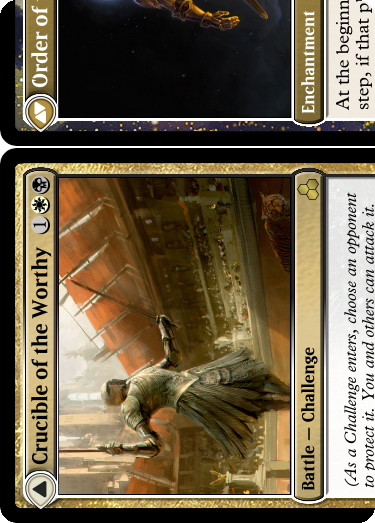 Order of
Enchantment
At the beginn
step, if that p
Crucible of the Worthy
1
Battle — Challenge
(As a Challenge enters, choose an opponent
to protect it. You and others can attack it.